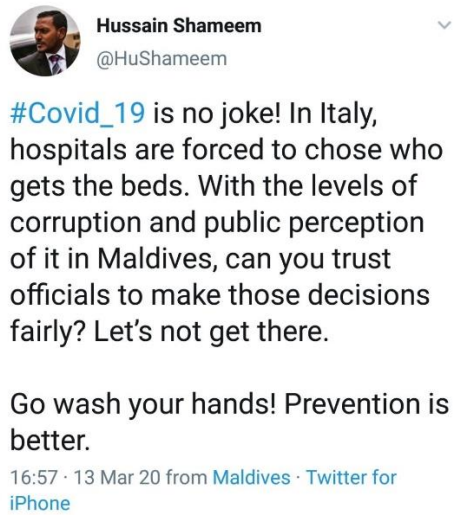 Hussain Shameem
@HuShameem
#Covid_19 is no joke! In Italy,
hospitals are forced to chose who
gets the beds. With the levels of
corruption and public perception
of it in Maldives, can you trust
officials to make those decisions
fairly? Let's not get there.
Go wash your hands! Prevention is
better.
16:57 · 13 Mar 20 from Maldives · Twitter for
iPhone